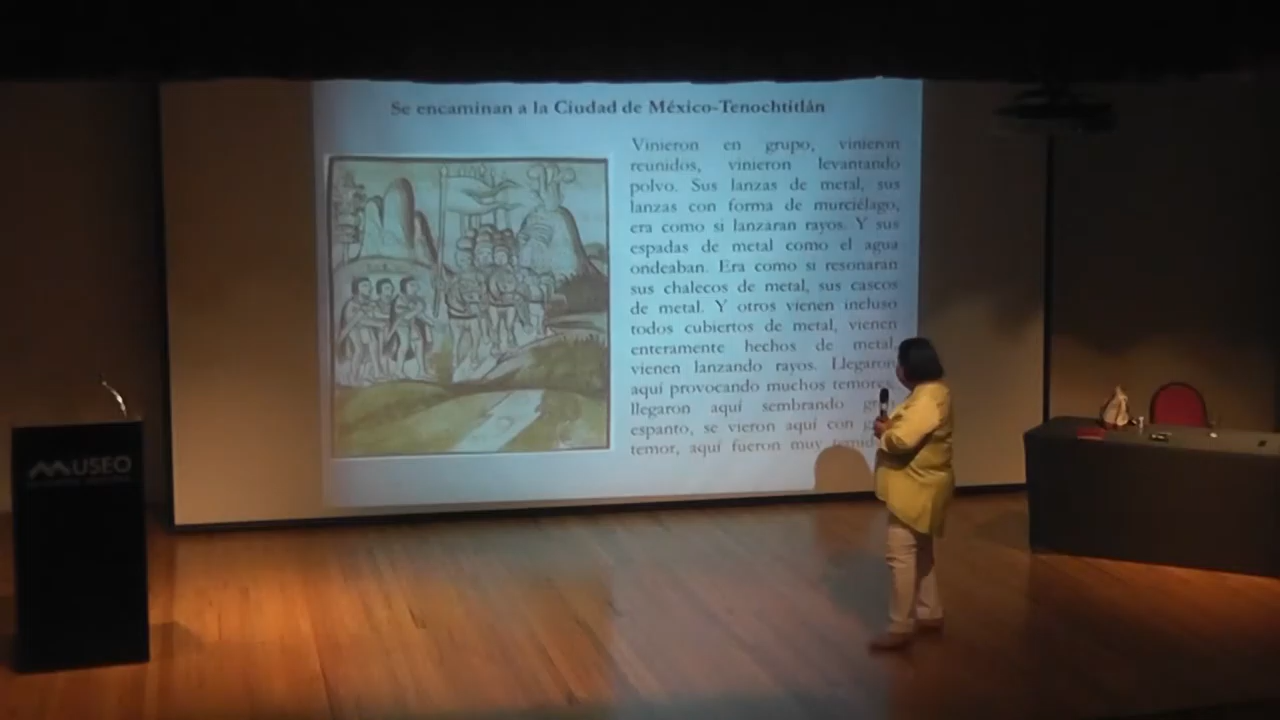 Se encaminan a la Ciudad de México-Tenochtitlán
Vinieron en grupo, vinieron
reunidos, vinieron levantando
polvo. Sus lanzas de metal, sus
lanzas con forma de murciélago,
era como si lanzaran rayos. Y sus
espadas de metal como el agua
ondeaban. Era como si resonaran
sus chalecos de metal, sus cascos
de metal. Y otros vienen incluso
todos cubiertos de metal, vienen
enteramente hechos de metal,
vienen lanzando rayos. Llegaron
aquí provocando muchos temores,
llegaron aquí sembrando
espanto, se vieron aquí con
temor, aquí fueron muy
MUSEO